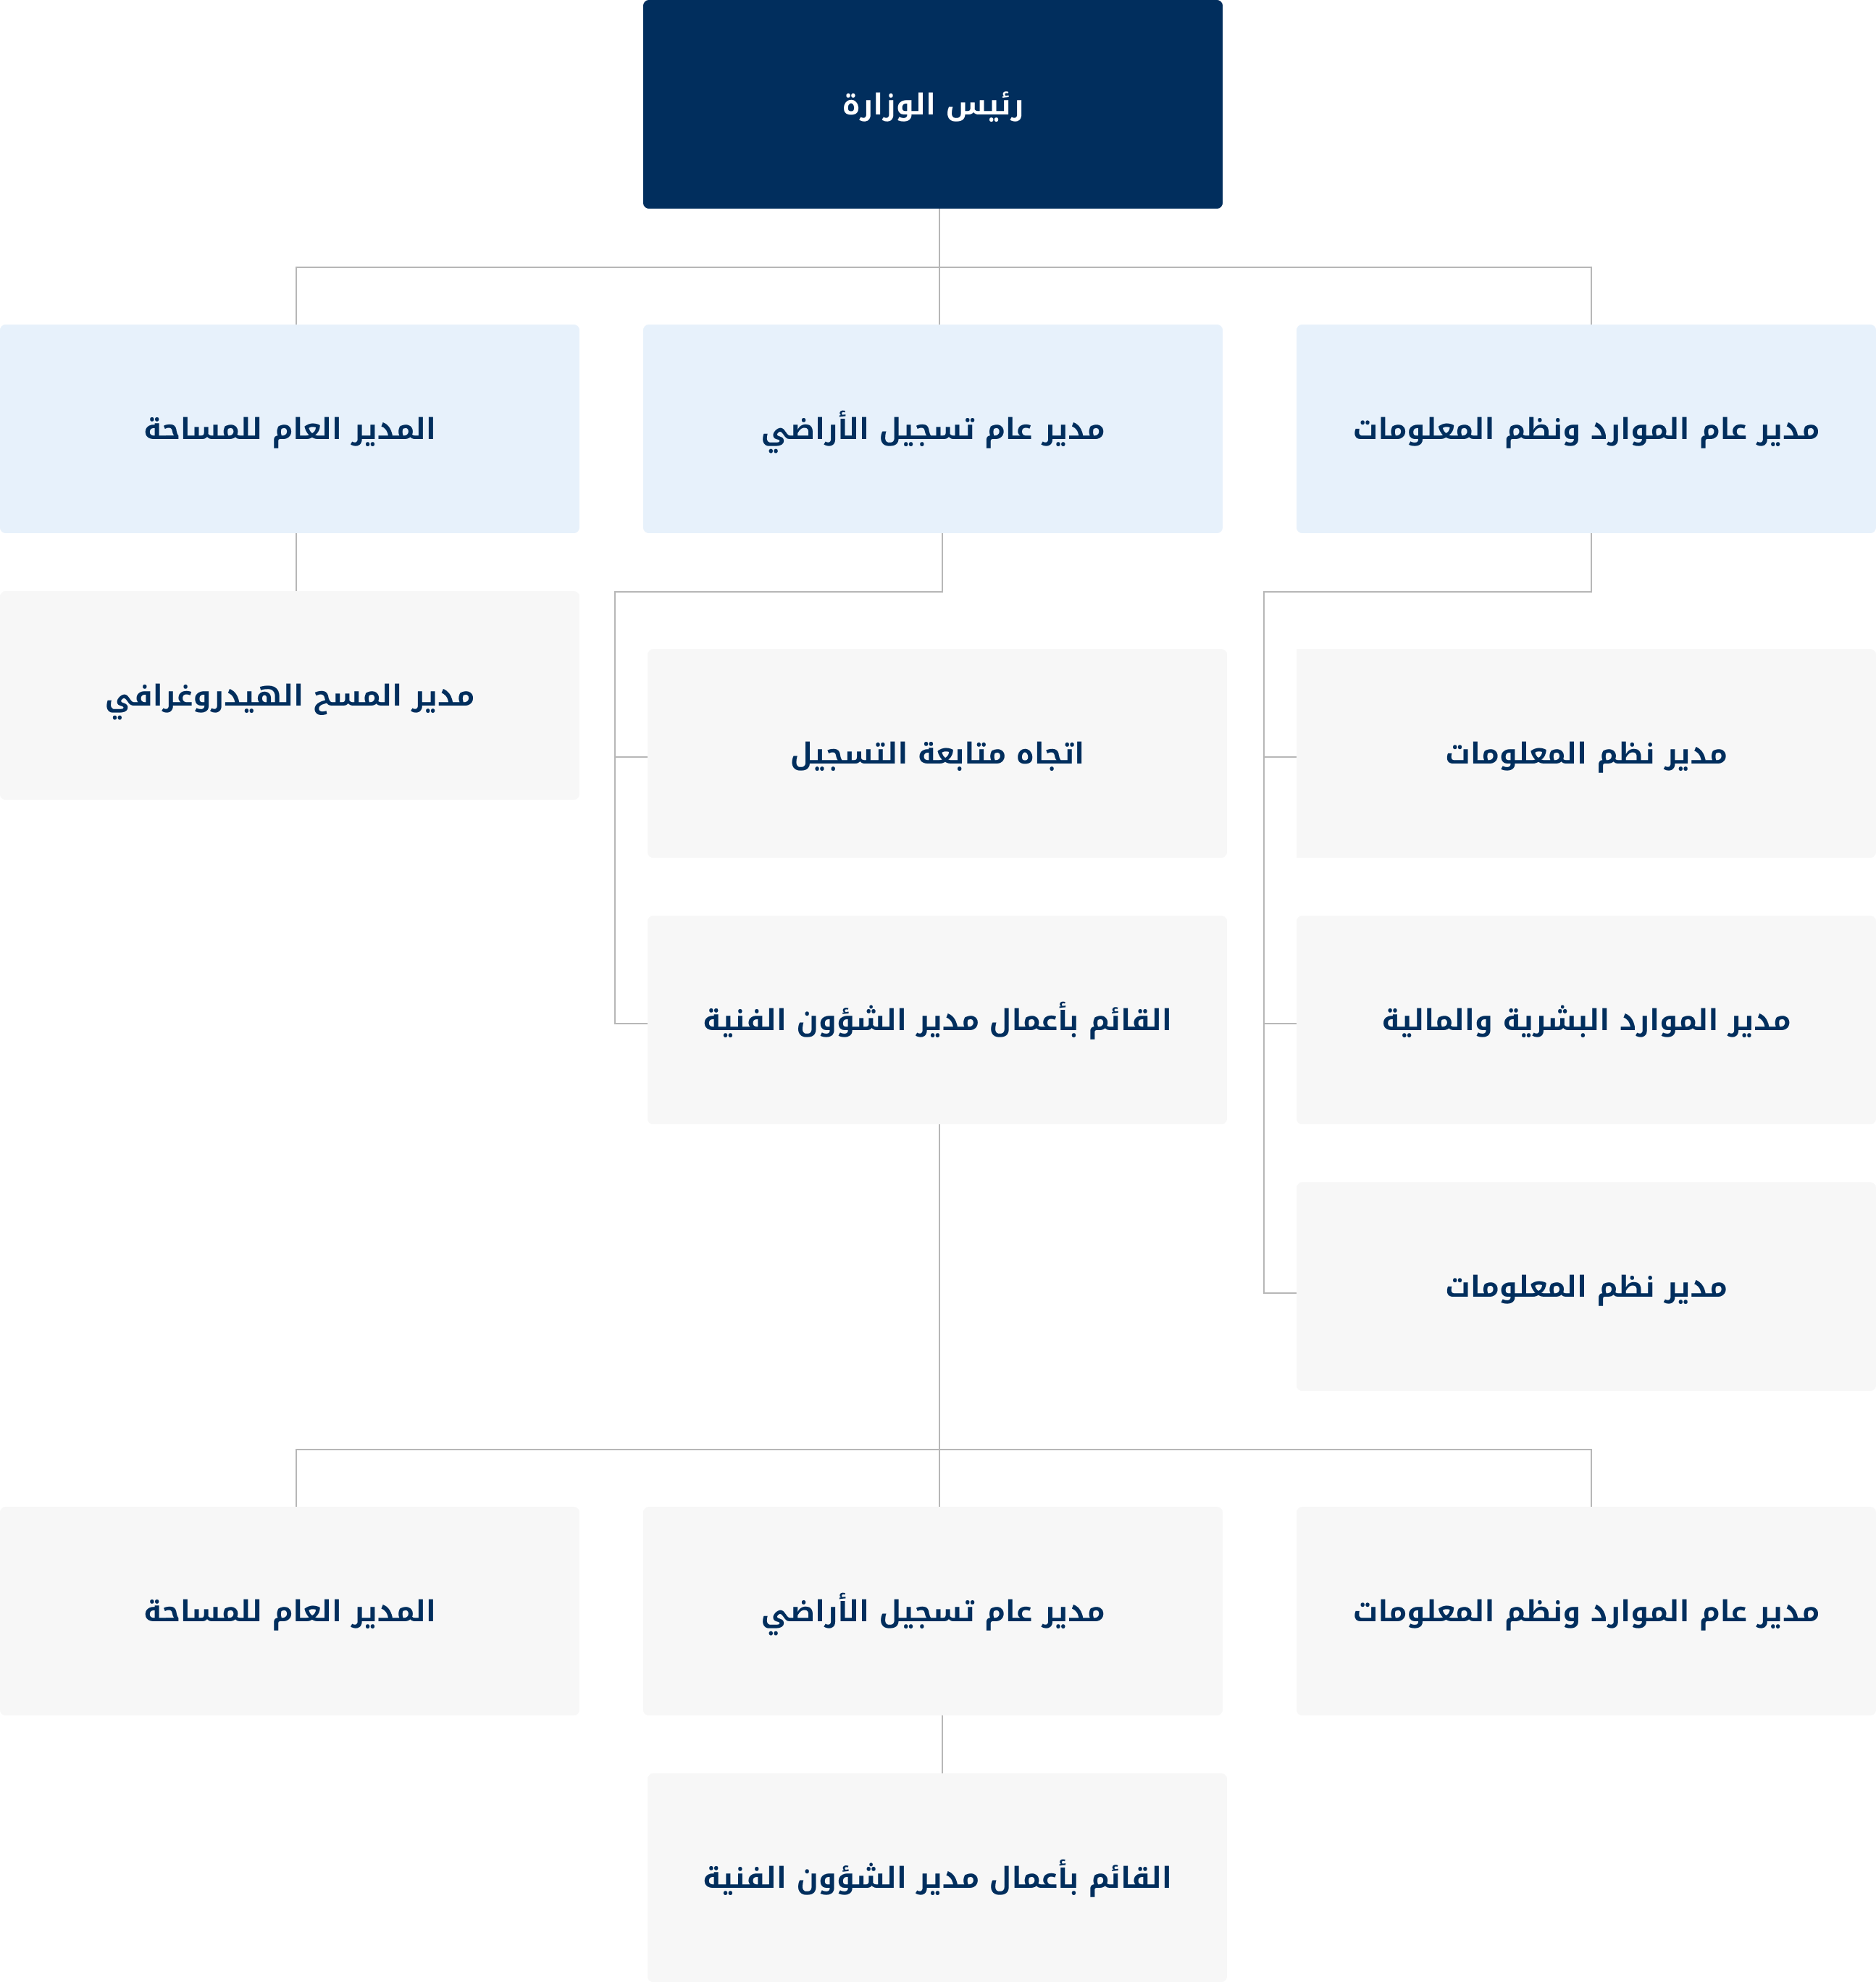 رئيس الوزارة
مدير عام الموارد ونظم المعلومات
مدير عام تسجيل الأراضي
المدير العام للمساحة
مدير المسح الهيدروغرافي
مدير نظم المعلومات
اتجاه متابعة التسجيل
مدير الموارد البشرية والمالية
القائم بأعمال مدير الشؤون الفنية
مدير نظم المعلومات
مدير عام الموارد ونظم المعلومات
مدير عام تسجيل الأراضي
المدير العام للمساحة
القائم بأعمال مدير الشؤون الفنية